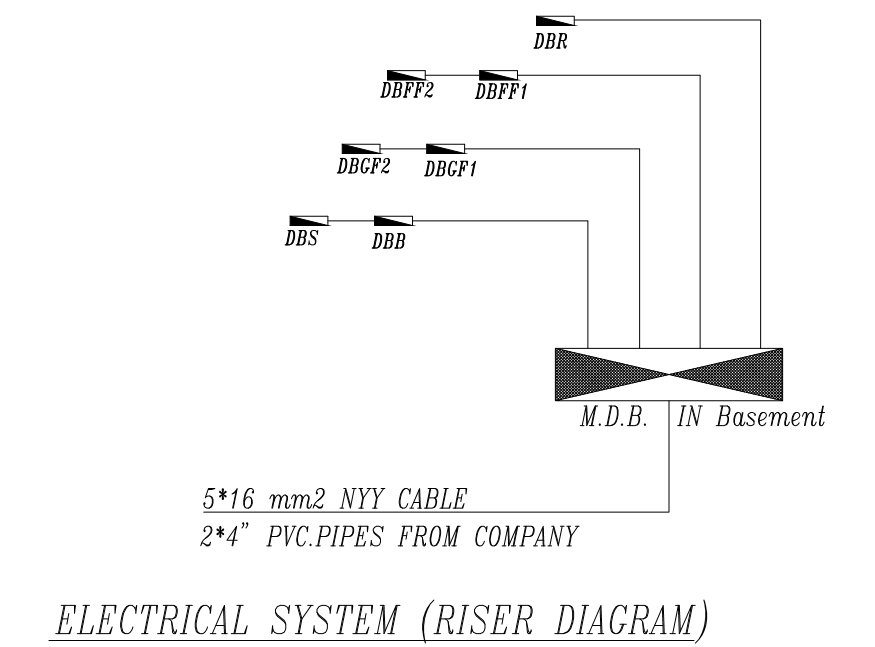 DBR
DBFF2 DBFF1
DBGF2 DBGF1
DBS DBB
M.D.B. IN Basement
5*16 mm2 NYY CABLE
2*4" PVC.PIPES FROM COMPANY
ELECTRICAL SYSTEM (RISER DIAGRAM)